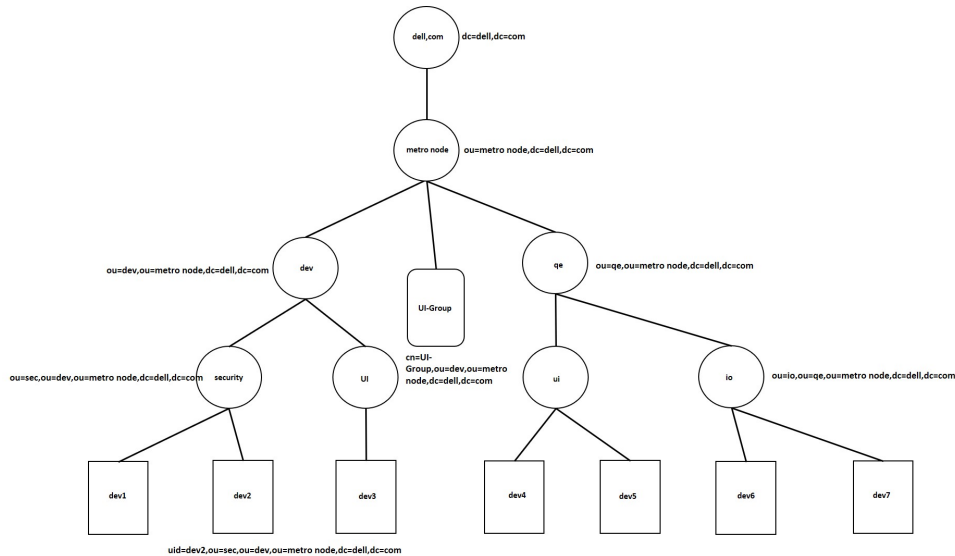 dell,com
dc=dell,dc=com
metro node
ou=metro node,dc=dell,dc=com
dev
ou=dev,ou=metro node,dc=dell,dc=com
UI-Group
qe
ou=qe,ou=metro node,dc=dell,dc=com
cn=UI-
Group,ou=dev,ou=metro
node,dc=dell,dc=com
ou=sec,ou=dev,ou=metro node,dc=dell,dc=com
security
UI
ui
io
ou=io,ou=qe,ou=metro node,dc=dell,dc=com
dev1
dev2
dev3
dev4
dev5
dev6
dev7
uid=dev2,ou=sec,ou=dev,ou=metro node,dc=dell,dc=com